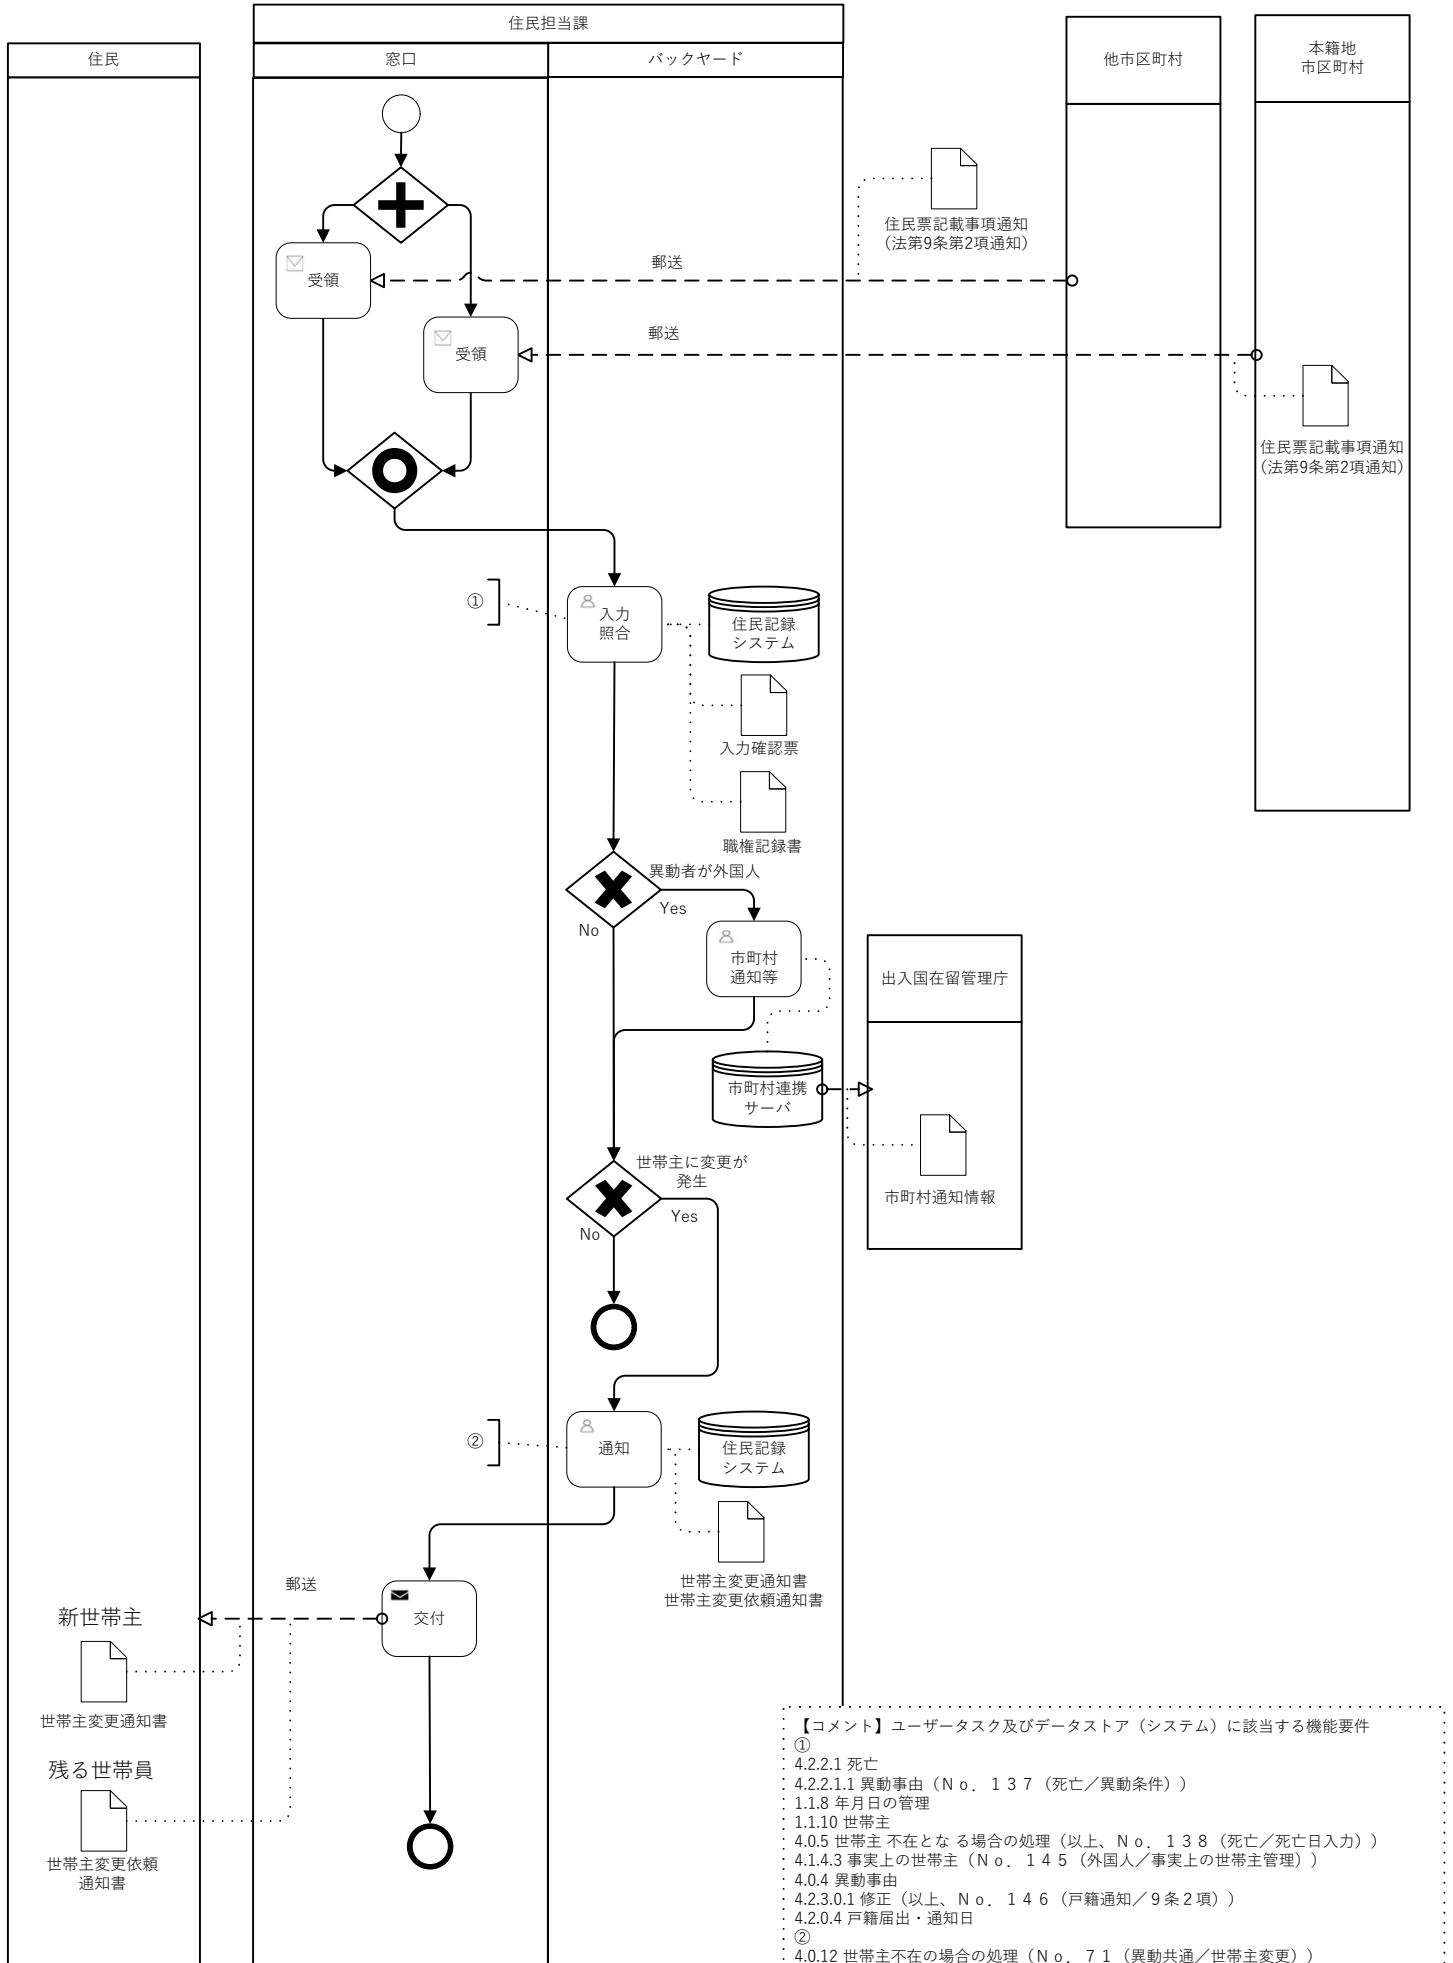 住民担当課
住民
窓口
バックヤード
他市区町村
本籍地
市区町村
住民票記載事項通知
(法第9条第2項通知)
郵送
受領
郵送
受領
住民票記載事項通知
(法第9条第2項通知)
①
入力
照合
住民記録
システム
入力確認票
職権記録書
異動者が外国人
Yes
No
市町村
通知等
出入国在留管理庁
市町村連携
サーバ
市町村通知情報
世帯主に変更が
発生
Yes
No
②
通知
住民記録
システム
世帯主変更通知書
世帯主変更依頼通知書
郵送
交付
新世帯主
世帯主変更通知書
残る世帯員
世帯主変更依頼
通知書
【コメント】ユーザータスク及びデータストア（システム）に該当する機能要件
①
4.2.2.1 死亡
4.2.2.1.1 異動事由（Ｎｏ．１３７（死亡／異動条件））
1.1.8 年月日の管理
1.1.10 世帯主
4.0.5 世帯主 不在とな る場合の処理（以上、Ｎｏ．１３８（死亡／死亡日入力））
4.1.4.3 事実上の世帯主（Ｎｏ．１４５（外国人／事実上の世帯主管理））
4.0.4 異動事由
4.2.3.0.1 修正（以上、Ｎｏ．１４６（戸籍通知／９条２項））
4.2.0.4 戸籍届出・通知日
②
4.0.12 世帯主不在の場合の処理（Ｎｏ．７１（異動共通／世帯主変更））